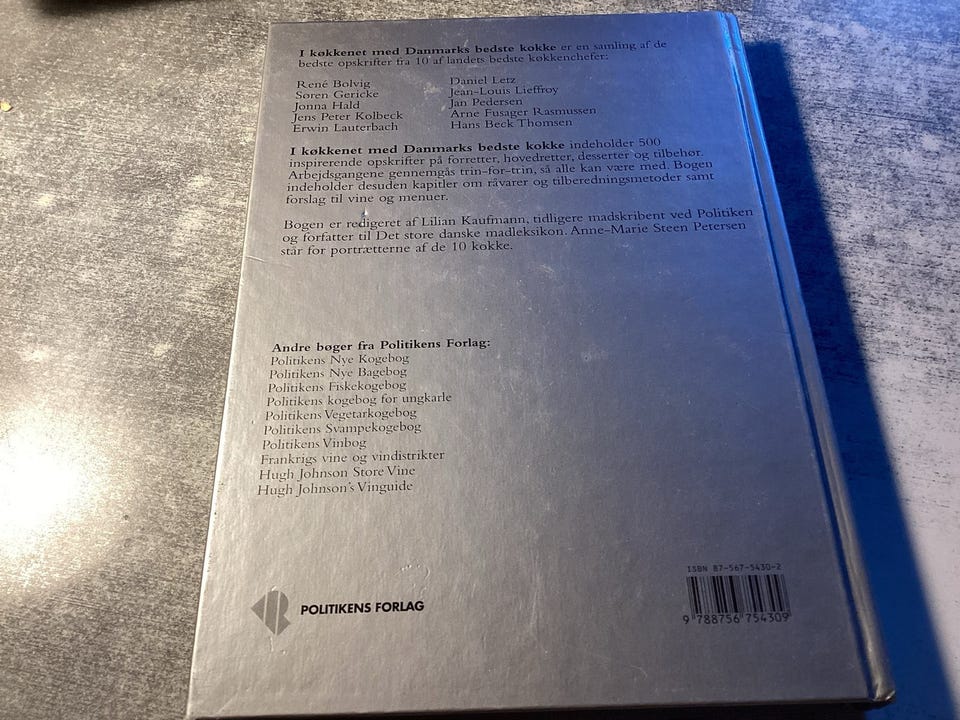 I køkkenet med Danmarks bedste kokke er en samling af de
bedste opskrifter fra 10 af landets bedste køkkenchefer:
René Bolvig
Søren Gericke
Jonna Hald
Jens Peter Kolbeck
Erwin Lauterbach
Daniel Letz
Jean-Louis Lieffroy
Jan Pedersen
Arne Fusager Rasmussen
Hans Beck Thomsen
I køkkenet med Danmarks bedste kokke indeholder 500
inspirerende opskrifter på forretter, hovedretter, desserter og tilbehør.
Arbejdsgangene gennemgås trin-for-trin, så alle kan være med. Bogen
indeholder desuden kapitler om råvarer og tilberedningsmetoder samt
forslag til vine og menuer.
Bogen er redigeret af Lilian Kaufmann, tidligere madskribent ved Politiken
og forfatter til Det store danske madleksikon. Anne-Marie Steen Petersen
står for portrætterne af de 10 kokke.
Andre bøger fra Politikens Forlag:
Politikens Nye Kogebog
Politikens Nye Bagebog
Politikens Fiskekogebog
Politikens kogebog for ungkarle
Politikens Vegetarkogebog
Politikens Svampekogebog
Politikens Vinbog
Frankrigs vine og vindistrikter
Hugh Johnson Store Vine
Hugh Johnson's Vinguide
POLITIKENS FORLAG
ISBN 87-567-5430-2
9 788756 754309